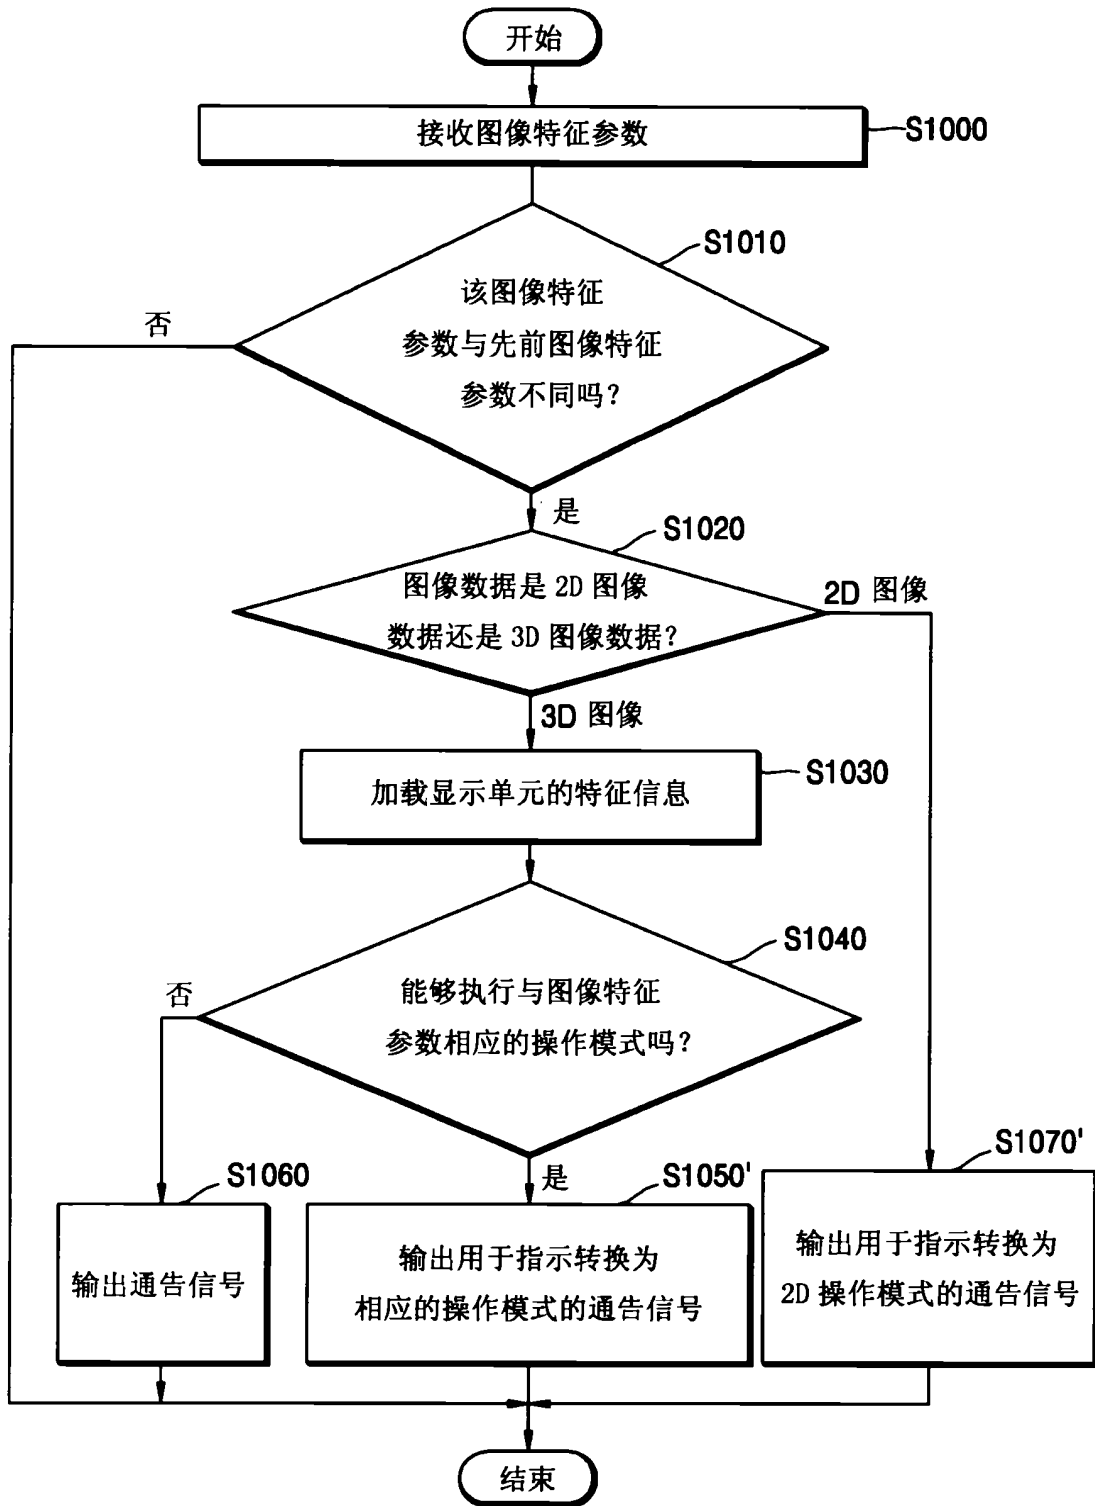 开始
接收图像特征参数
S1000
S1010
该图像特征
参数与先前图像特征
参数不同吗?
否
是
S1020
图像数据是 2D 图像
数据还是 3D 图像数据?
2D 图像
3D 图像
S1030
加载显示单元的特征信息
S1040
能够执行与图像特征
参数相应的操作模式吗?
否
是
S1060
输出通告信号
S1050'
输出用于指示转换为
相应的操作模式的通告信号
S1070'
输出用于指示转换为
2D 操作模式的通告信号
结束